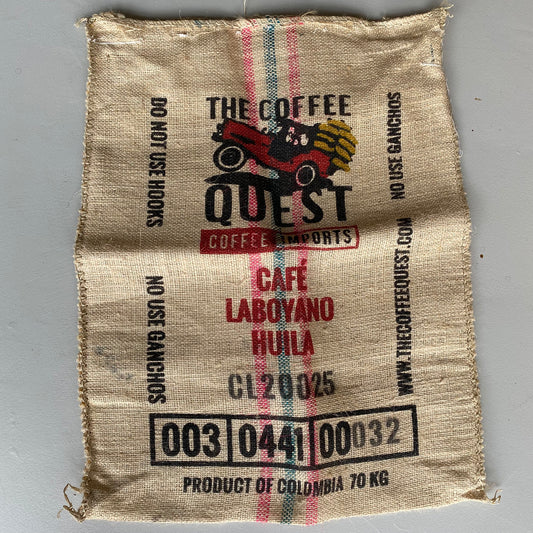 THE COFFEE
QUEST
COFFEE IMPORTS
CAFÉ
LABOYANO
HUILA
CL20025
003 0441 00032
PRODUCT OF COLOMBIA 70 KG
DO NOT USE HOOKS
NO USE GANCHOS
NO USE GANCHOS
WWW.THECOFFEEQUEST.COM